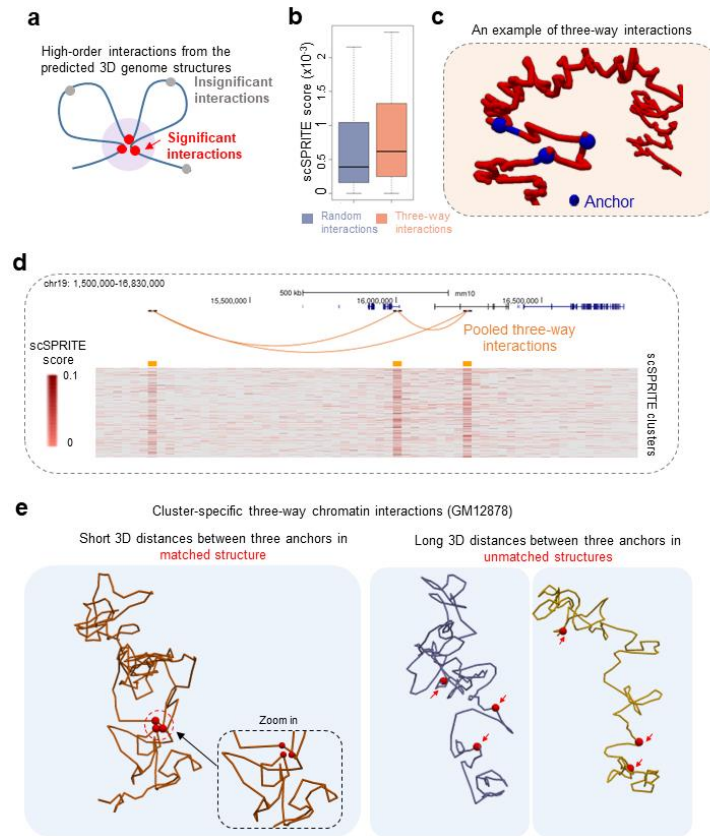 a
High-order interactions from the
predicted 3D genome structures
Insignificant
interactions
Significant
interactions
b
scSPRITE score (x10-3)
2
1.5
1
0.5
0
Random
interactions
Three-way
interactions
c
An example of three-way interactions
Anchor
d
chr19: 1,500,000-16,830,000
500 kb
mm10
15,500,000
16,000,000
16,500,000
Pooled three-way
interactions
scSPRITE
score
0.1
0
scSPRITE clusters
e
Cluster-specific three-way chromatin interactions (GM12878)
Short 3D distances between three anchors in
matched structure
Zoom in
Long 3D distances between three anchors in
unmatched structures